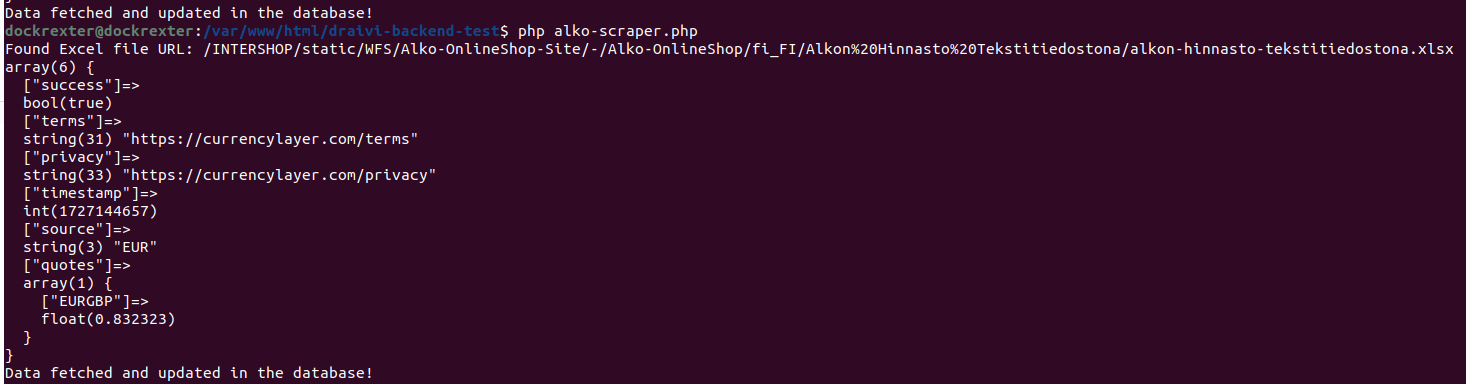 Data fetched and updated in the database!
dockrexter@dockrexter:/var/www/html/draivi-backend-test$ php alko-scraper.php
Found Excel file URL: /INTERSHOP/static/WFS/Alko-OnlineShop-Site/-/Alko-OnlineShop/fi_FI/Alkon%20Hinnasto%20Tekstitiedostona/alkon-hinnasto-tekstitiedostona.xlsx
array(6) {
  ["success"]=>
  bool(true)
  ["terms"]=>
  string(31) "https://currencylayer.com/terms"
  ["privacy"]=>
  string(33) "https://currencylayer.com/privacy"
  ["timestamp"]=>
  int(1727144657)
  ["source"]=>
  string(3) "EUR"
  ["quotes"]=>
  array(1) {
    ["EURGBP"]=>
    float(0.832323)
  }
}
Data fetched and updated in the database!